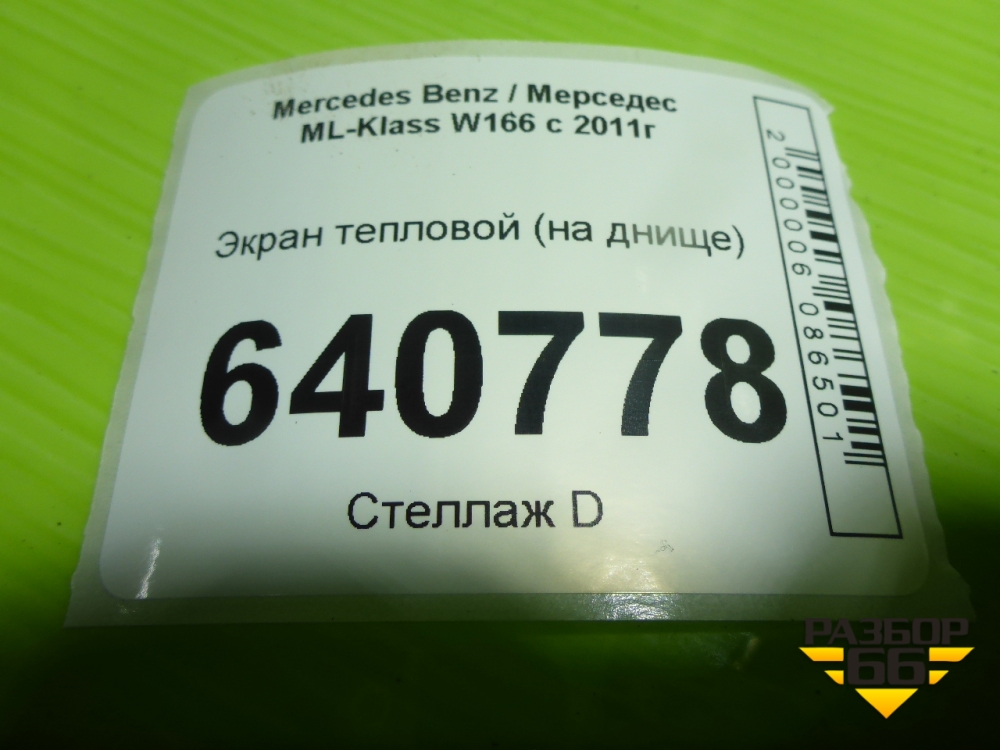 Mercedes Benz / Мерседес
ML-Klass W166 с 2011г
Экран тепловой (на днище)
640778
Стеллаж D
2000006086501
РАЗБОР
66